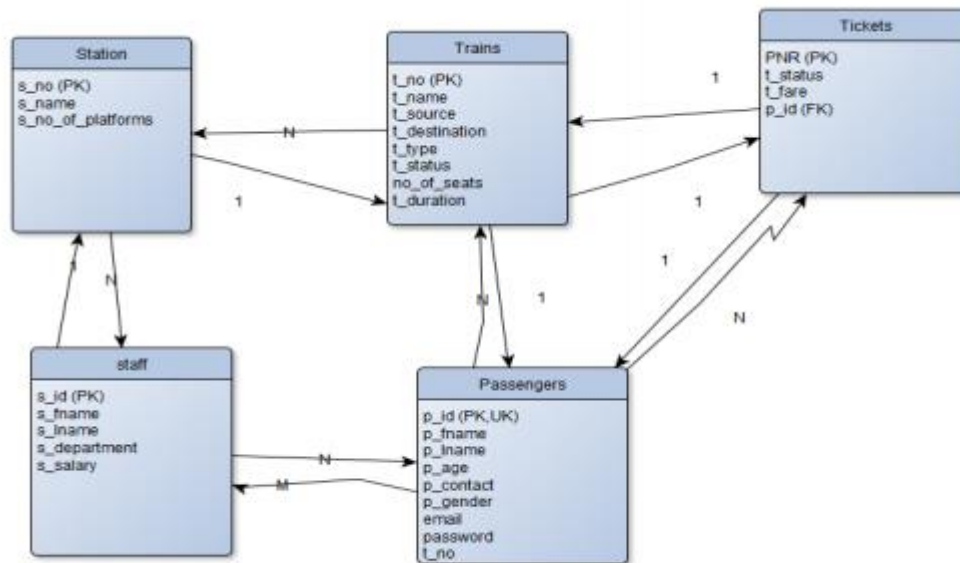 Station
s_no (PK)
s_name
s_no_of_platforms
Trains
t_no (PK)
t_name
t_source
t_destination
t_type
t_status
no_of_seats
t_duration
Tickets
PNR (PK)
t_status
t_fare
p_id (FK)
N
1
1
1
1
N
N
1
1
N
staff
s_id (PK)
s_fname
s_lname
s_department
s_salary
N
M
Passengers
p_id (PK,UK)
p_fname
p_lname
p_age
p_contact
p_gender
email
password
t_no